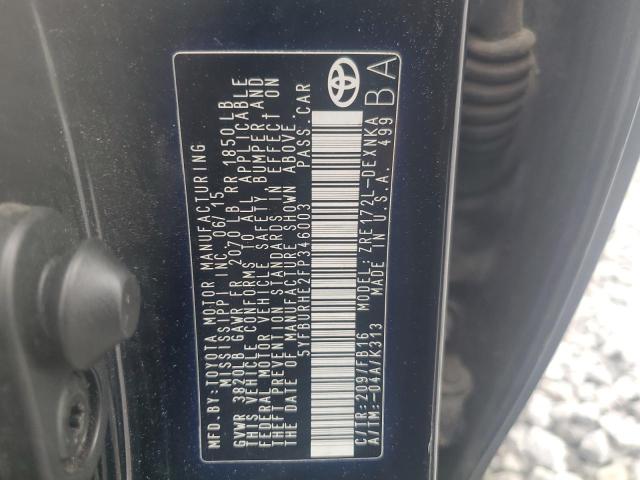 MFD.BY:TOYOTA MOTOR MANUFACTURING
MISSISSIPPI INC. 06/15
GVWR 3820LB GAWR FR 2070 LB RR 1850 LB
THIS VEHICLE CONFORMS TO ALL APPLICABLE
FEDERAL MOTOR VEHICLE SAFETY, BUMPER, AND
THEFT PREVENTION STANDARDS IN EFFECT ON
THE DATE OF MANUFACTURE SHOWN ABOVE.
5YFBURHE2FP346003 PASS. CAR
C/TR:209/FB16 MODEL:ZRE172L-DEXNKA
A/TM:-04A/K313 MADE IN U.S.A. 499
BA